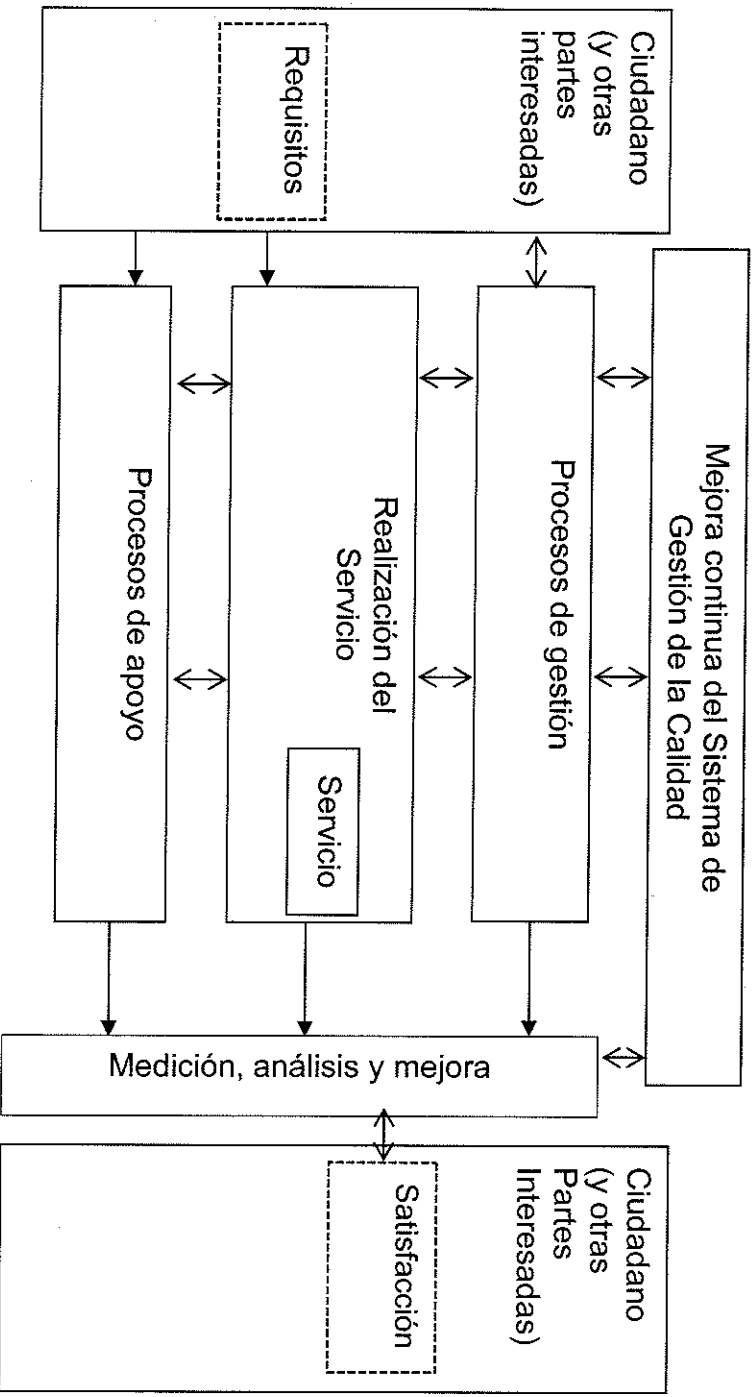 Mejora continua del Sistema de
Gestión de la Calidad
Ciudadano
(y otras
partes
interesadas)
Requisitos
Procesos de gestión
Realización del
Servicio
Servicio
Procesos de apoyo
Medición, análisis y mejora
Ciudadano
(y otras
Partes
Interesadas)
Satisfacción